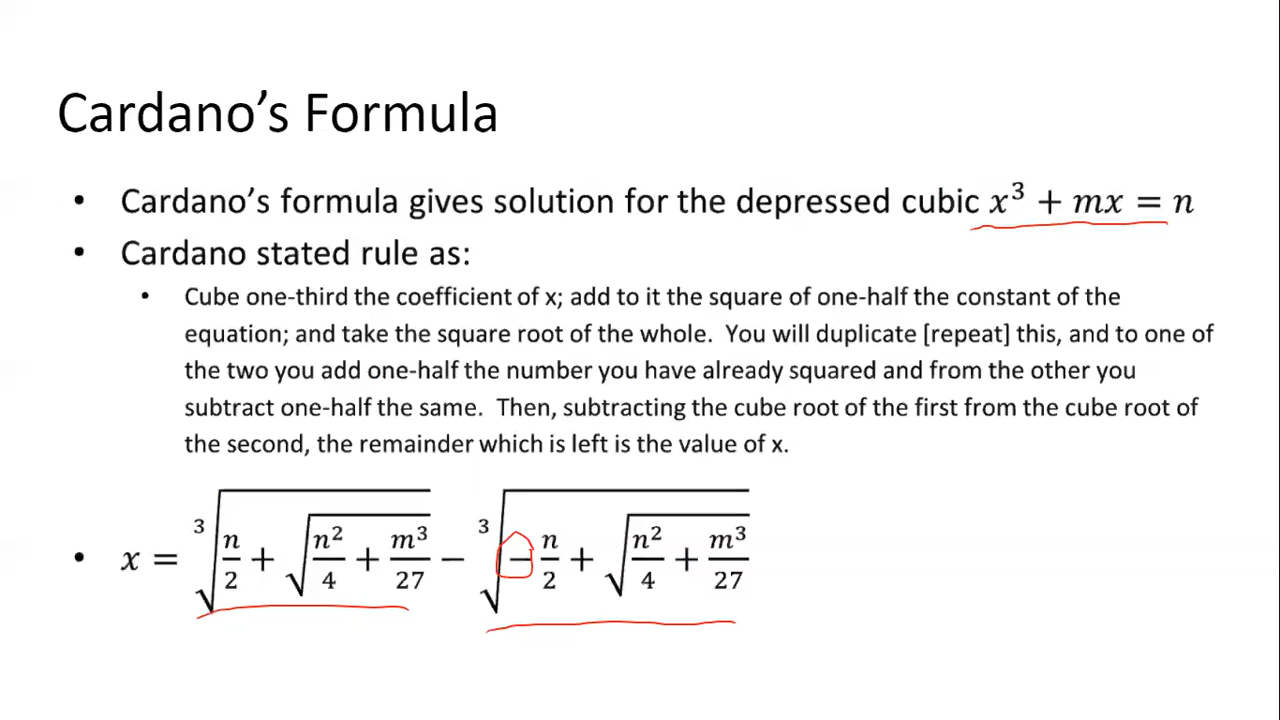 Cardano's Formula
• Cardano's formula gives solution for the depressed cubic 𝑥³ + 𝑚𝑥 = 𝑛
• Cardano stated rule as:
• Cube one-third the coefficient of x; add to it the square of one-half the constant of the
equation; and take the square root of the whole. You will duplicate [repeat] this, and to one of
the two you add one-half the number you have already squared and from the other you
subtract one-half the same. Then, subtracting the cube root of the first from the cube root of
the second, the remainder which is left is the value of x.
• 𝑥 = ∛(𝑛/2 + √(𝑛²/4 + 𝑚³/27)) − ∛(−𝑛/2 + √(𝑛²/4 + 𝑚³/27))